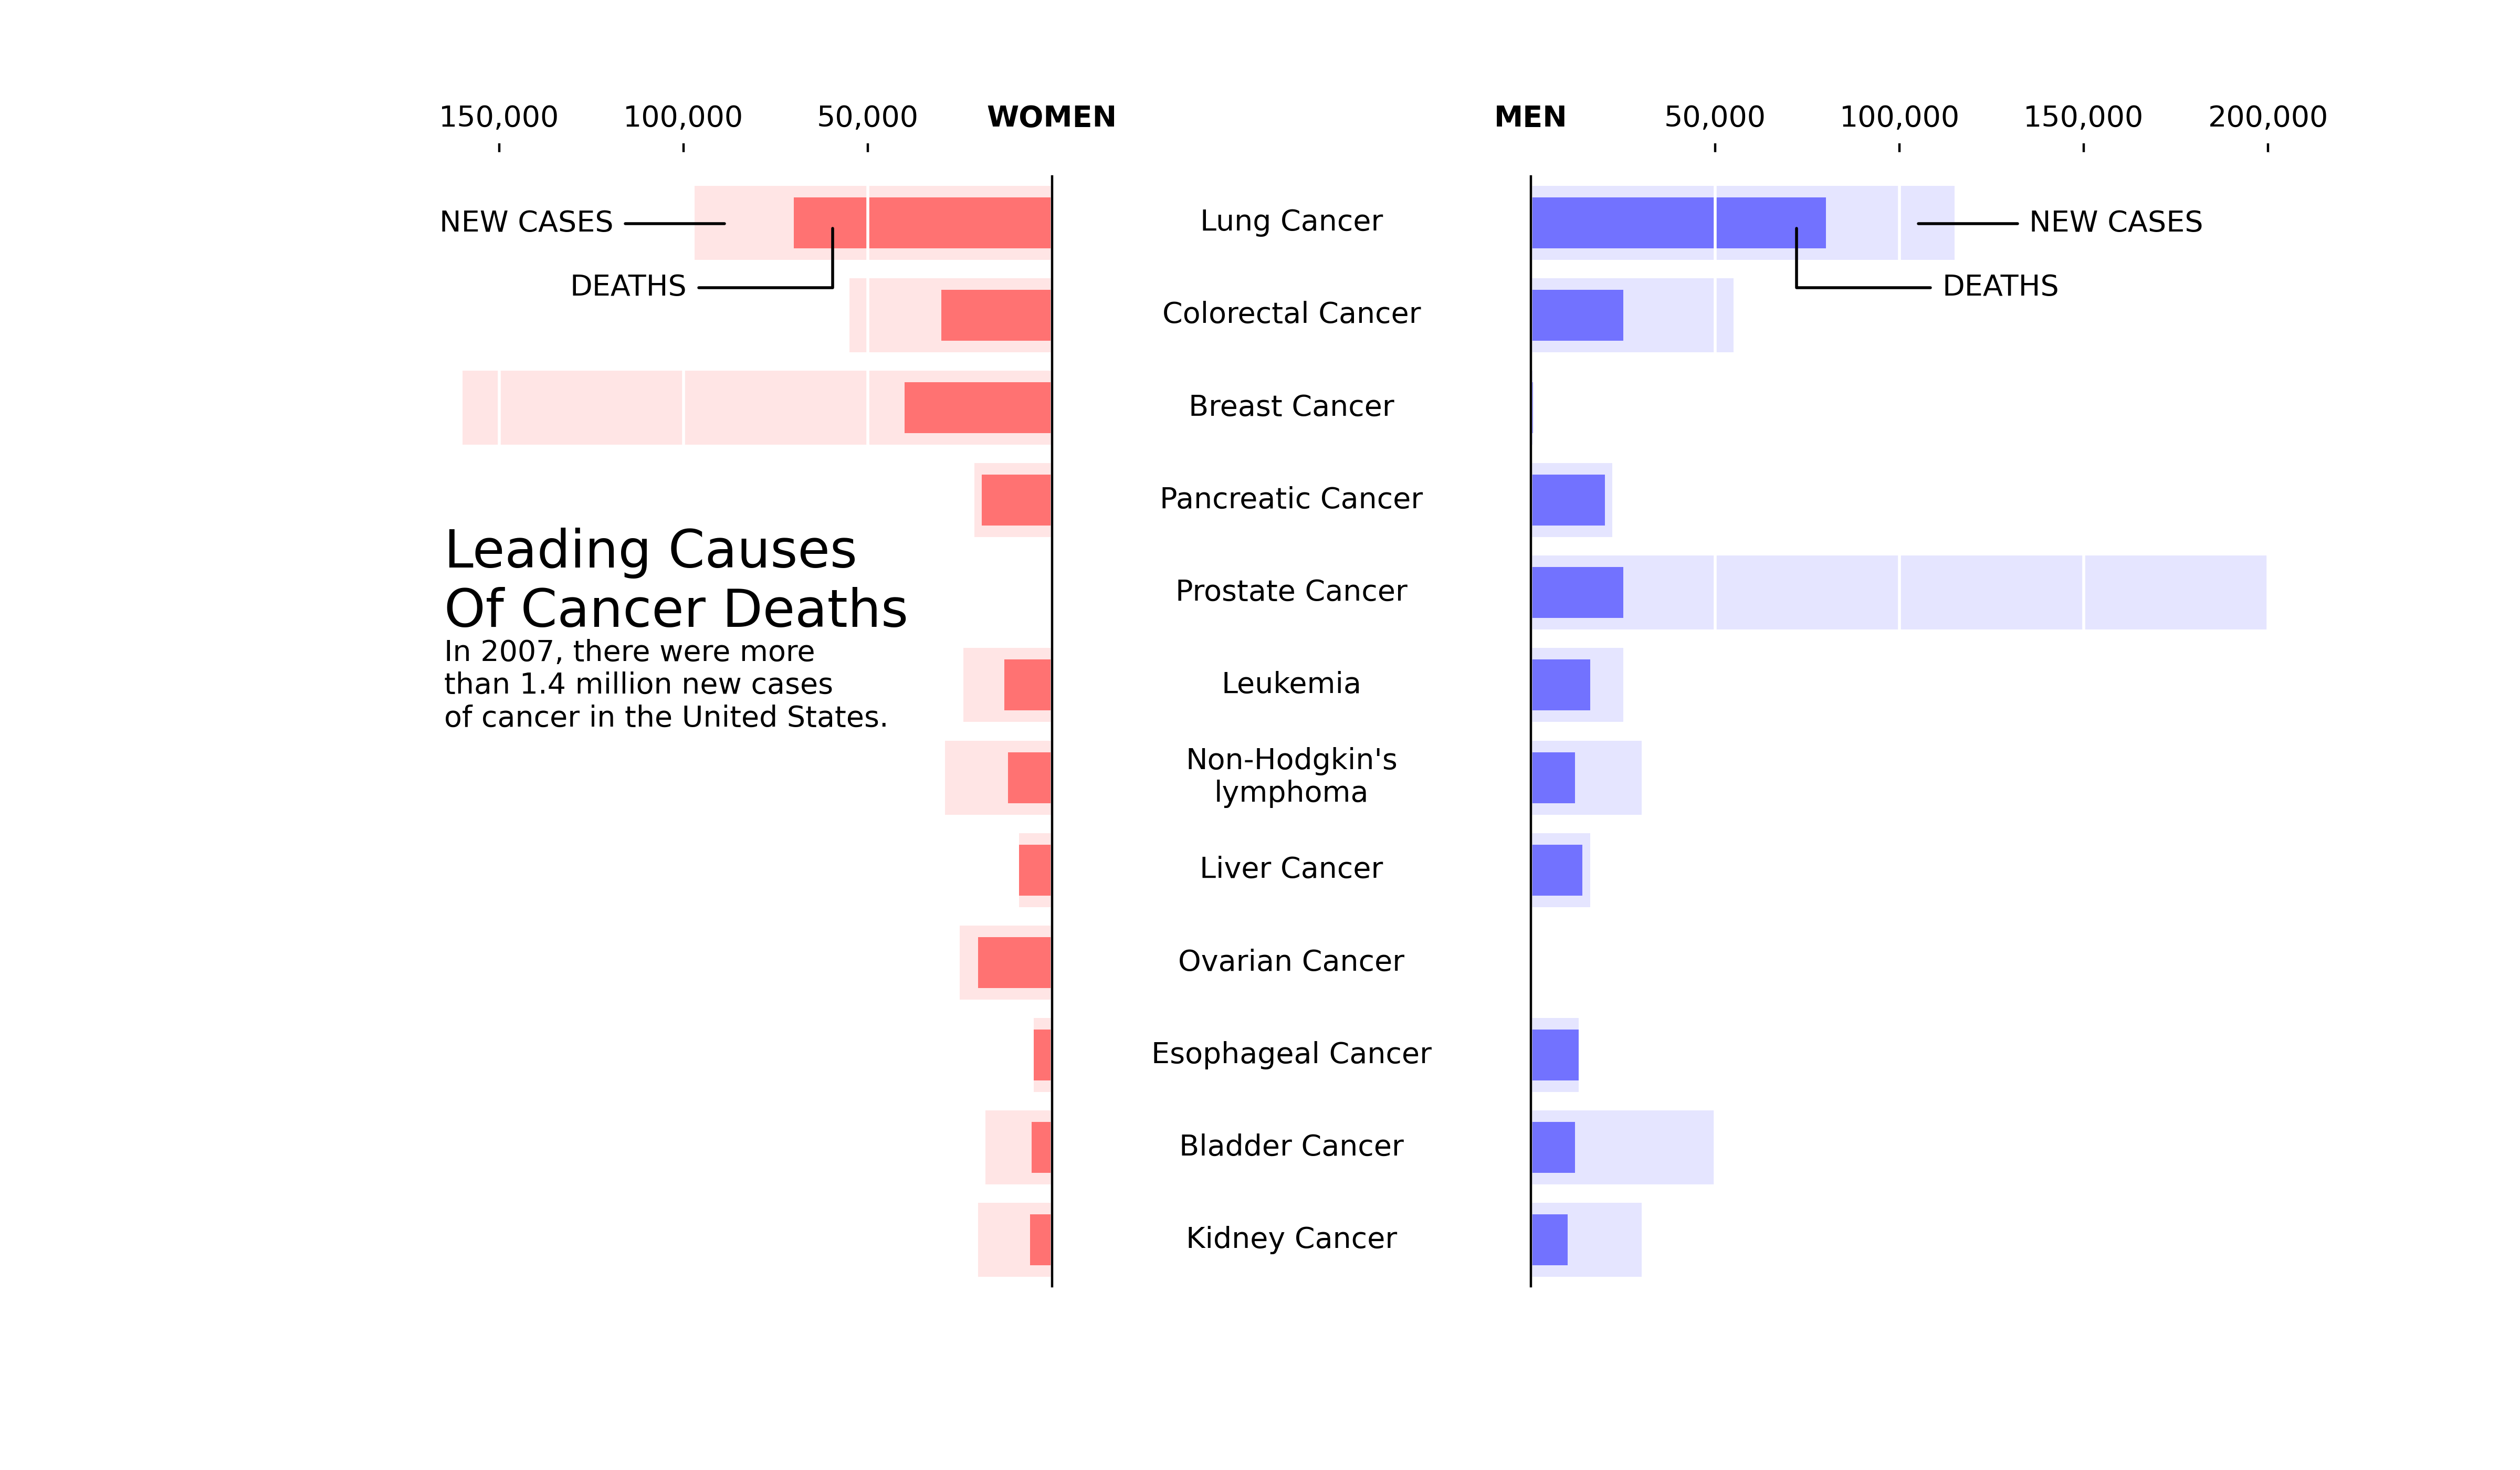 150,000 100,000 50,000 WOMEN MEN 50,000 100,000 150,000 200,000
NEW CASES Lung Cancer NEW CASES
DEATHS DEATHS
Colorectal Cancer
Breast Cancer
Pancreatic Cancer
Leading Causes
Of Cancer Deaths
In 2007, there were more
than 1.4 million new cases
of cancer in the United States.
Prostate Cancer
Leukemia
Non-Hodgkin's
lymphoma
Liver Cancer
Ovarian Cancer
Esophageal Cancer
Bladder Cancer
Kidney Cancer